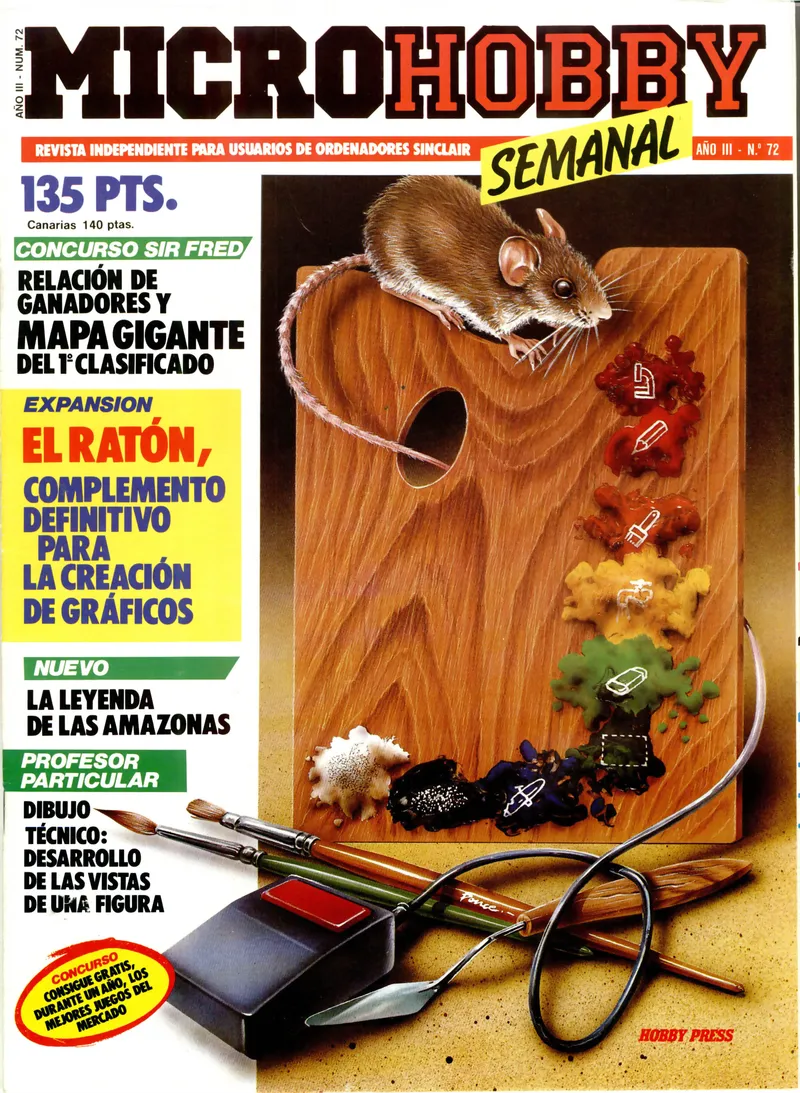 AÑO III - NUM. 72
MICROHOBBY
REVISTA INDEPENDIENTE PARA USUARIOS DE ORDENADORES SINCLAIR
SEMANAL
AÑO III - N.º 72
135 PTS.
Canarias 140 ptas.
CONCURSO SIR FRED
RELACIÓN DE
GANADORES Y
MAPA GIGANTE
DEL 1º CLASIFICADO
EXPANSION
EL RATÓN,
COMPLEMENTO
DEFINITIVO
PARA
LA CREACIÓN
DE GRÁFICOS
NUEVO
LA LEYENDA
DE LAS AMAZONAS
PROFESOR
PARTICULAR
DIBUJO
TÉCNICO:
DESARROLLO
DE LAS VISTAS
DE UNA FIGURA
Ponce
CONCURSO
CONSIGUE GRATIS,
DURANTE UN AÑO, LOS
MEJORES JUEGOS DEL
MERCADO
HOBBY PRESS